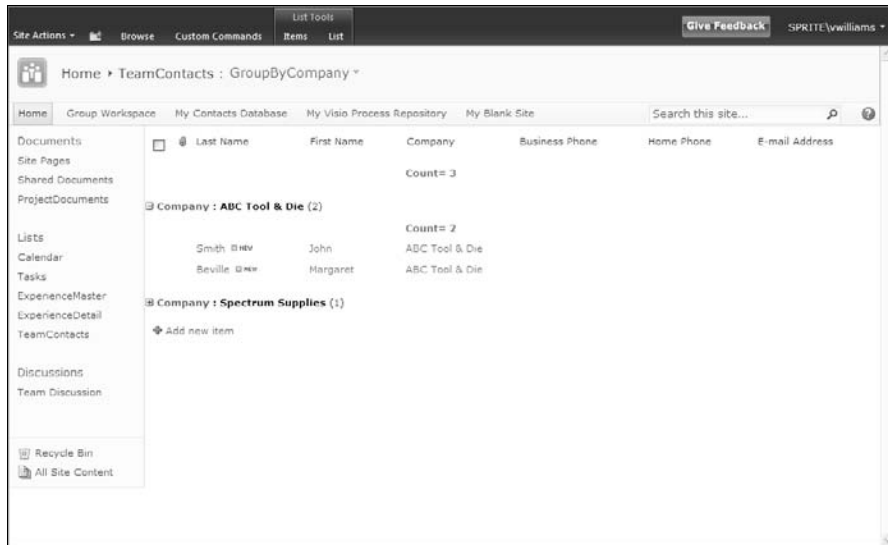 List Tools
Site Actions Browse Custom Commands Items List Give Feedback SPRITE\vwilliams
Home TeamContacts : GroupByCompany
Home Group Workspace My Contacts Database My Visio Process Repository My Blank Site Search this site...
Documents
Last Name First Name Company Business Phone Home Phone E-mail Address
Site Pages
Shared Documents
Count= 3
ProjectDocuments
Company : ABC Tool & Die (2)
Count= 2
Lists
Smith NEW John ABC Tool & Die
Calendar
Beville NEW Margaret ABC Tool & Die
Tasks
ExperienceMaster
Company : Spectrum Supplies (1)
ExperienceDetail
TeamContacts
Add new item
Discussions
Team Discussion
Recycle Bin
All Site Content